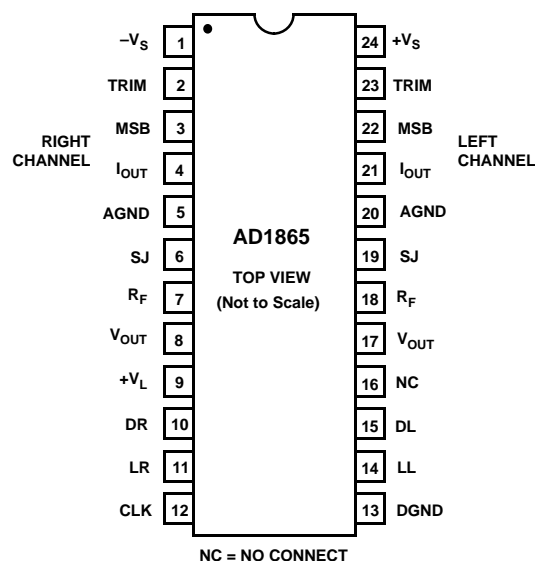 –VS 1 24 +VS
TRIM 2 23 TRIM
MSB 3 22 MSB
RIGHT CHANNEL
LEFT CHANNEL
IOUT 4 21 IOUT
AGND 5 20 AGND
AD1865
SJ 6 19 SJ
TOP VIEW
(Not to Scale)
RF 7 18 RF
VOUT 8 17 VOUT
+VL 9 16 NC
DR 10 15 DL
LR 11 14 LL
CLK 12 13 DGND
NC = NO CONNECT